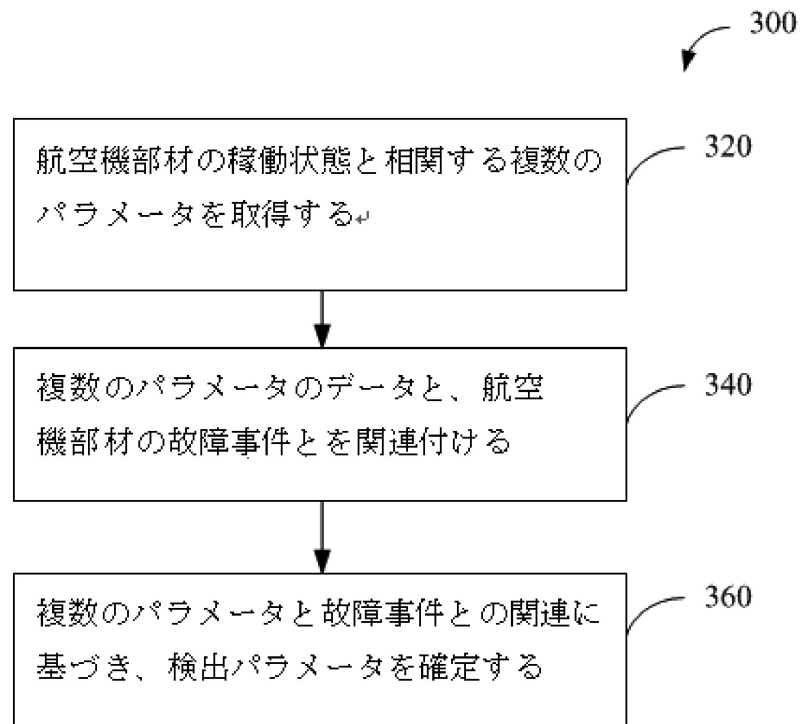 300
航空機部材の稼働状態と相関する複数の
パラメータを取得する↵
320
複数のパラメータのデータと、航空
機部材の故障事件とを関連付ける
340
複数のパラメータと故障事件との関連に
基づき、検出パラメータを確定する
360